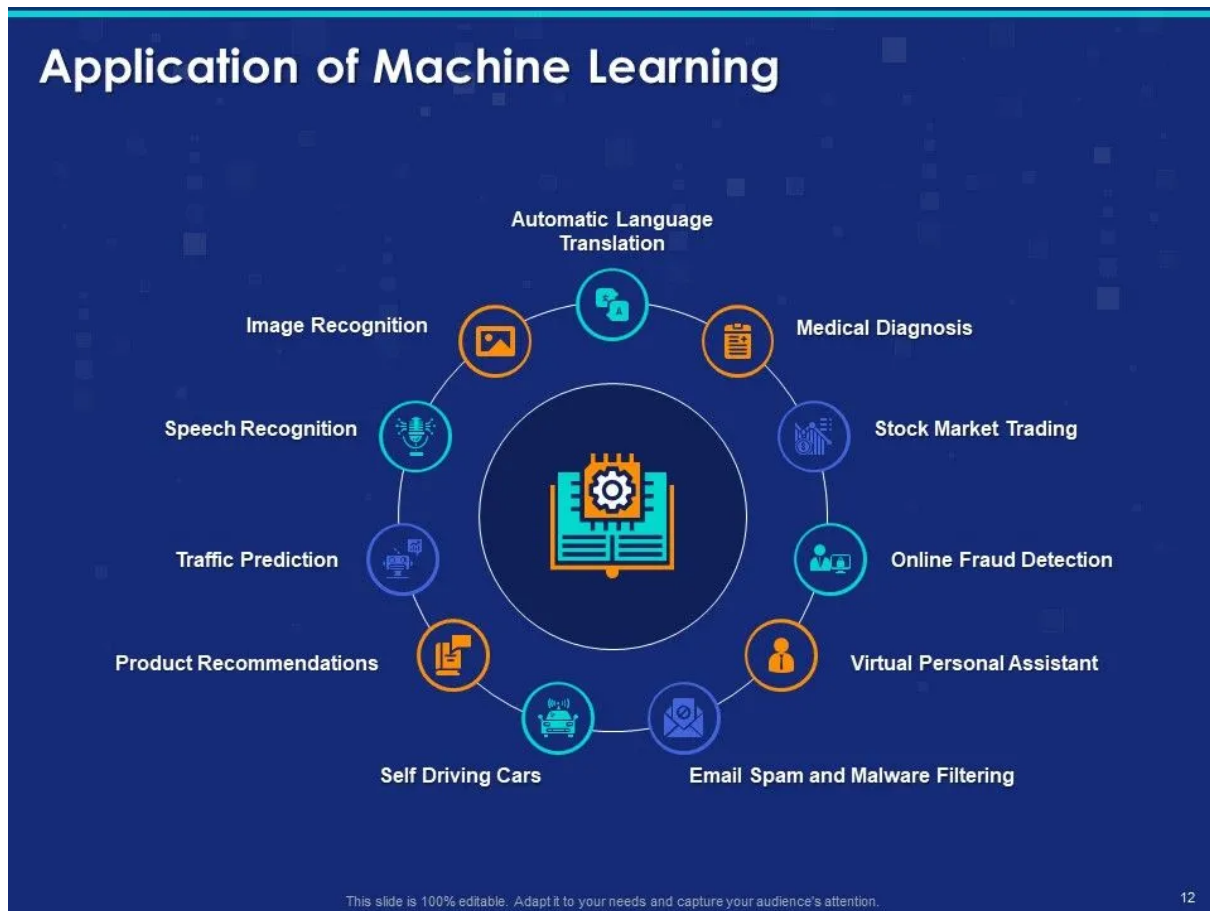 Application of Machine Learning
Automatic Language
Translation
Image Recognition
Medical Diagnosis
Speech Recognition
Stock Market Trading
Traffic Prediction
Online Fraud Detection
Product Recommendations
Virtual Personal Assistant
Self Driving Cars
Email Spam and Malware Filtering
This slide is 100% editable. Adapt it to your needs and capture your audience's attention.
12